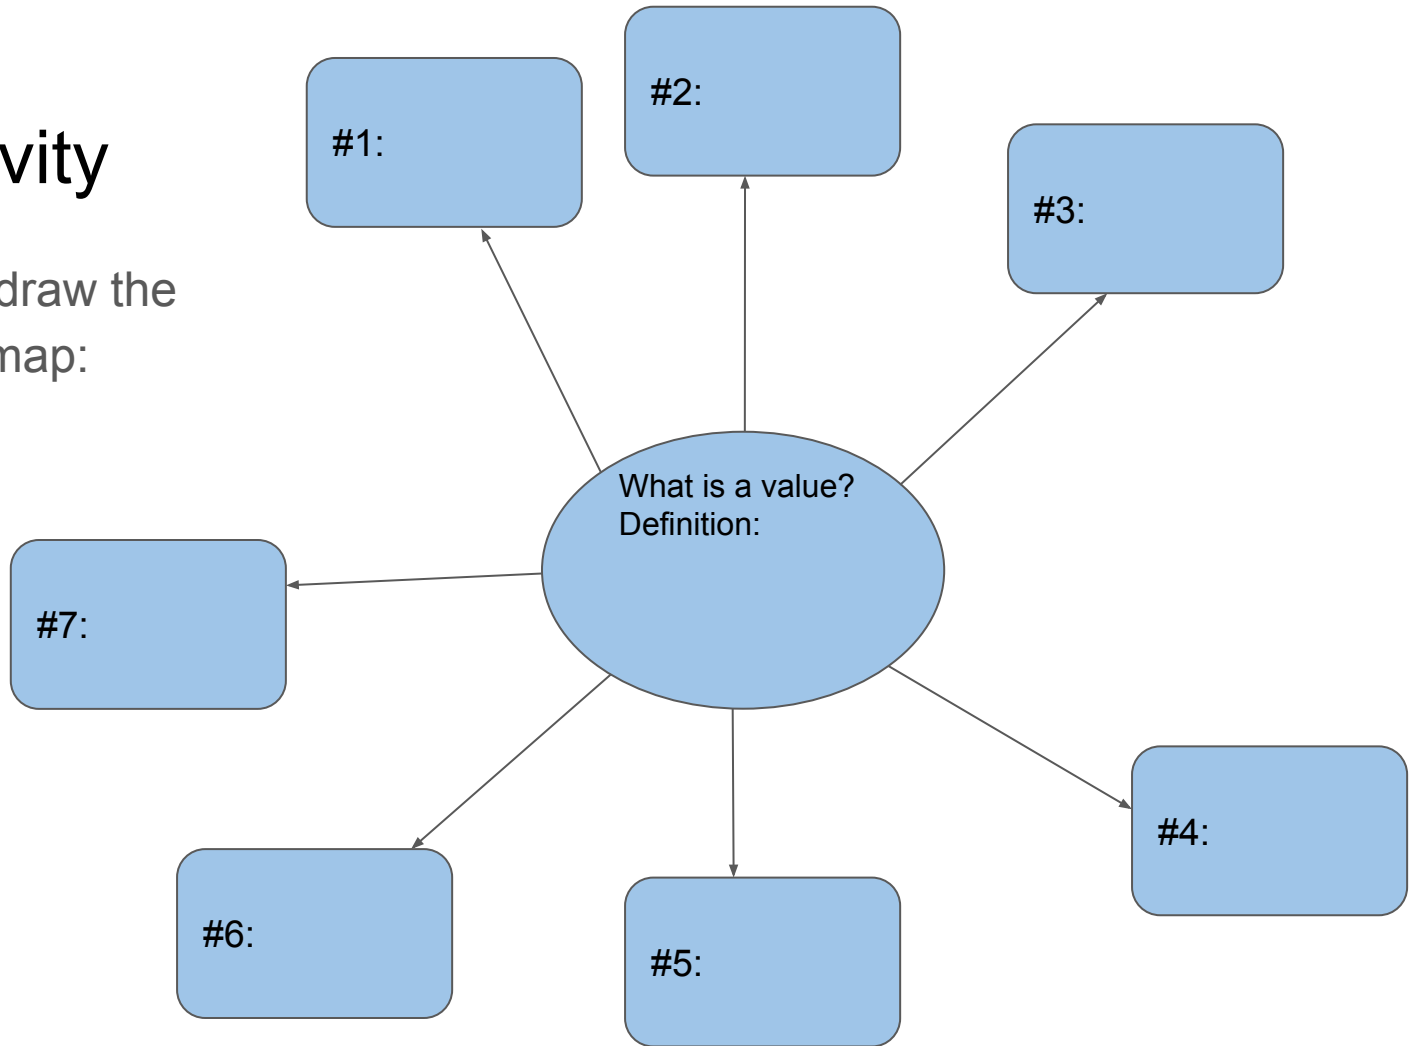 vity
draw the
map:
#1:
#2:
#3:
What is a value?
Definition:
#7:
#4:
#6:
#5: